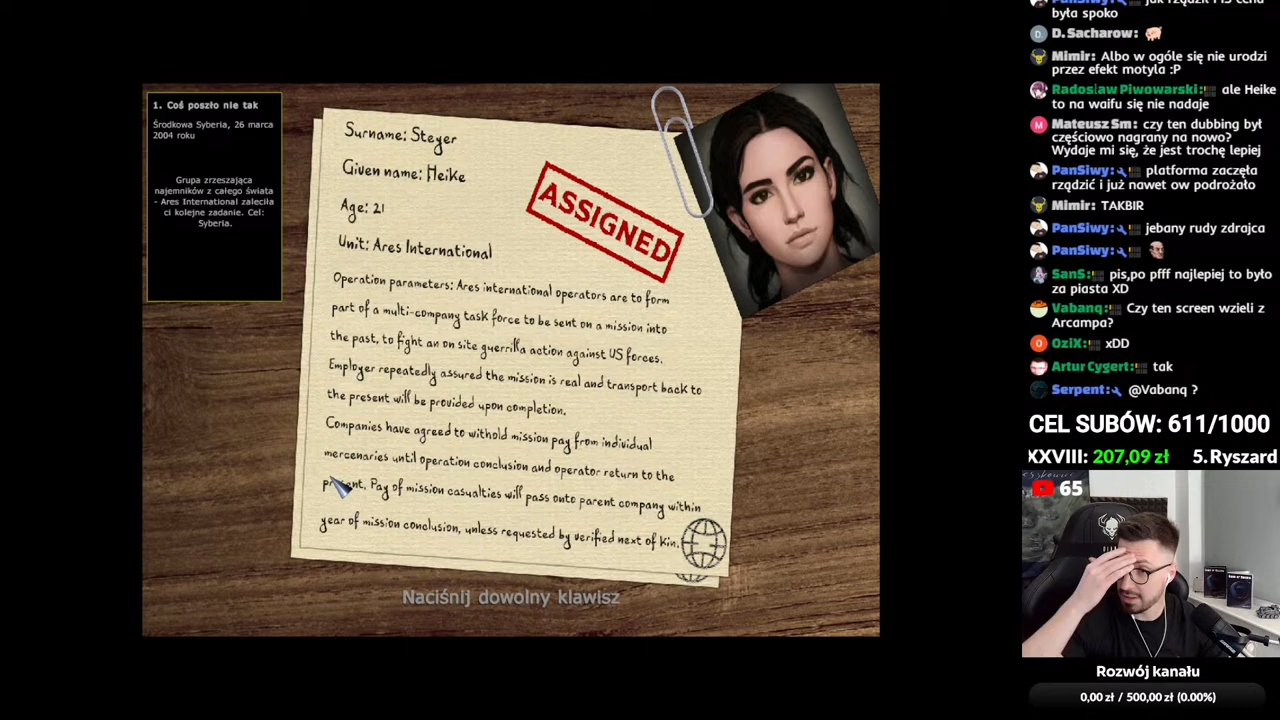 1. Coś poszło nie tak
Środkowa Syberia, 26 marca
2004 roku
Grupa zrzeszająca
najemników z całego świata
- Ares International zaleciła
ci kolejne zadanie. Cel:
Syberia.
Surname: Steyer
Given name: Heike
Age: 21
Unit: Ares International
ASSIGNED
Operation parameters: Ares international operators are to form
part of a multi-company task force to be sent on a mission into
the past, to fight an on site guerrilla action against US forces.
Employer repeatedly assured the mission is real and transport back to
the present will be provided upon completion.
Companies have agreed to withold mission pay from individual
mercenaries until operation conclusion and operator return to the
present. Pay of mission casualties will pass onto parent company within
year of mission conclusion, unless requested by verified next of kin.
Naciśnij dowolny klawisz
była spoko
D. Sacharow:
Mimir: Albo w ogóle się nie urodzi
przez efekt motyla :P
Radoslaw Piwowarski: ale Heike
to na waifu się nie nadaje
Mateusz Sm: czy ten dubbing był
częściowo nagrany na nowo?
Wydaje mi się, że jest trochę lepiej
PanSiwy: platforma zaczęła
rządzić i już nawet ow podrożało
Mimir: TAKBIR
PanSiwy: jebany rudy zdrajca
PanSiwy:
SanS: pis,po pfff najlepiej to było
za piasta XD
Vabanq: Czy ten screen wzieli z
Arcampa?
OziX: xDD
Artur Cygert: tak
Serpent: @Vabanq ?
CEL SUBÓW: 611/1000
XXVIII: 207,09 zł 5. Ryszard
65
Rozwój kanału
0,00 zł / 500,00 zł (0.00%)